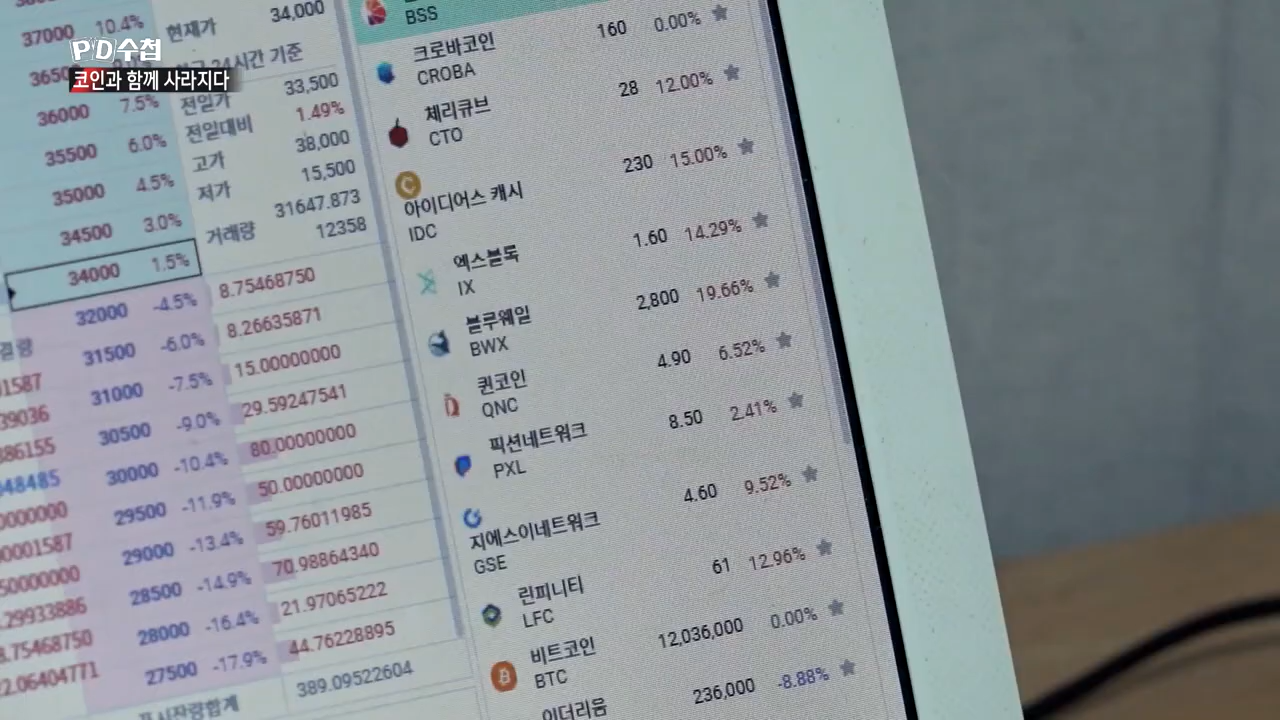 PD수첩
코인과 함께 사라지다
37000 10.4%
36000 7.5%
35500 6.0%
35000 4.5%
34500 3.0%
34000 1.5%
32000 -4.5%
31500 -6.0%
31000 -7.5%
30500 -9.0%
30000 -10.4%
29500 -11.9%
29000 -13.4%
28500 -14.9%
28000 -16.4%
27500 -17.9%
현재가 34,000
24시간 기준
전일가 33,500
전일대비 1.49%
고가 38,000
저가 15,500
거래량 31647.873
12358
8.75468750
8.26635871
15.00000000
29.59247541
80.00000000
50.00000000
59.76011985
70.98864340
21.97065222
44.76228895
389.09522604
BSS
크로바코인 160 0.00%
CROBA
체리큐브 28 12.00%
CTO
아이디어스 캐시 230 15.00%
IDC
엑스블록 1.60 14.29%
IX
블루웨일 2,800 19.66%
BWX
퀀코인 4.90 6.52%
QNC
픽션네트워크 8.50 2.41%
PXL
지에스이네트워크 4.60 9.52%
GSE
린피니티 61 12.96%
LFC
비트코인 12,036,000 0.00%
BTC
이더리움 236,000 -8.88%